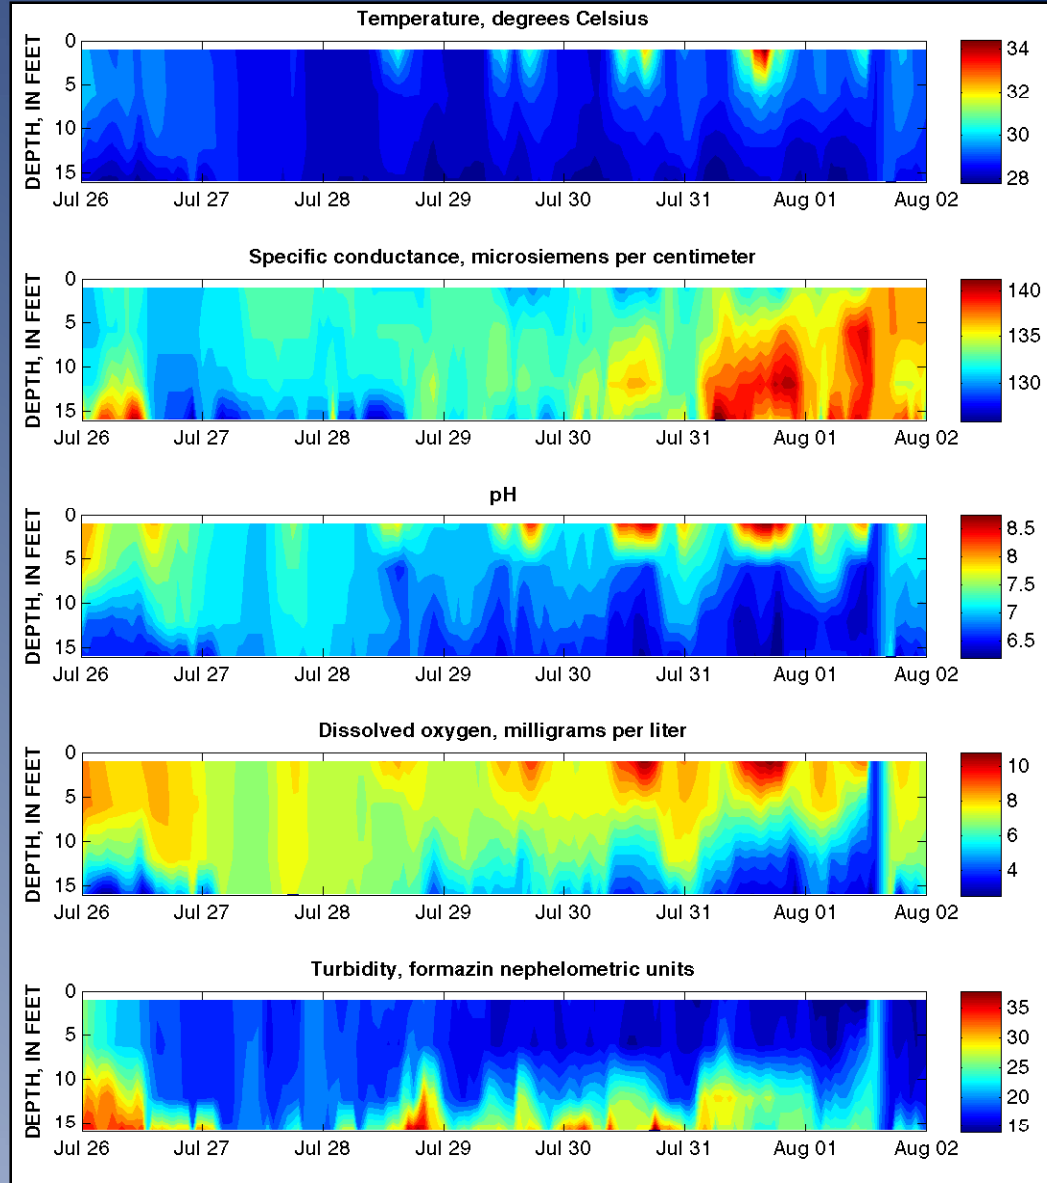 Temperature, degrees Celsius
DEPTH, IN FEET
0
5
10
15
Jul 26 Jul 27 Jul 28 Jul 29 Jul 30 Jul 31 Aug 01 Aug 02
34
32
30
28
Specific conductance, microsiemens per centimeter
DEPTH, IN FEET
0
5
10
15
Jul 26 Jul 27 Jul 28 Jul 29 Jul 30 Jul 31 Aug 01 Aug 02
140
135
130
pH
DEPTH, IN FEET
0
5
10
15
Jul 26 Jul 27 Jul 28 Jul 29 Jul 30 Jul 31 Aug 01 Aug 02
8.5
8
7.5
7
6.5
Dissolved oxygen, milligrams per liter
DEPTH, IN FEET
0
5
10
15
Jul 26 Jul 27 Jul 28 Jul 29 Jul 30 Jul 31 Aug 01 Aug 02
10
8
6
4
Turbidity, formazin nephelometric units
DEPTH, IN FEET
0
5
10
15
Jul 26 Jul 27 Jul 28 Jul 29 Jul 30 Jul 31 Aug 01 Aug 02
35
30
25
20
15